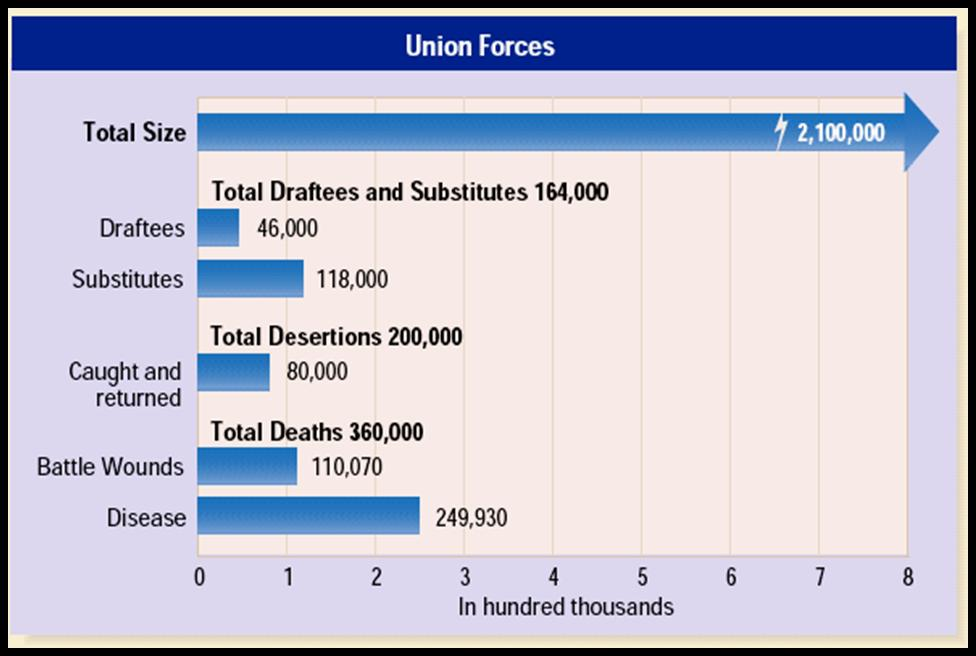 Union Forces
Total Size
2,100,000
Total Draftees and Substitutes 164,000
Draftees
46,000
Substitutes
118,000
Total Desertions 200,000
Caught and
returned
80,000
Total Deaths 360,000
Battle Wounds
110,070
Disease
249,930
0 1 2 3 4 5 6 7 8
In hundred thousands